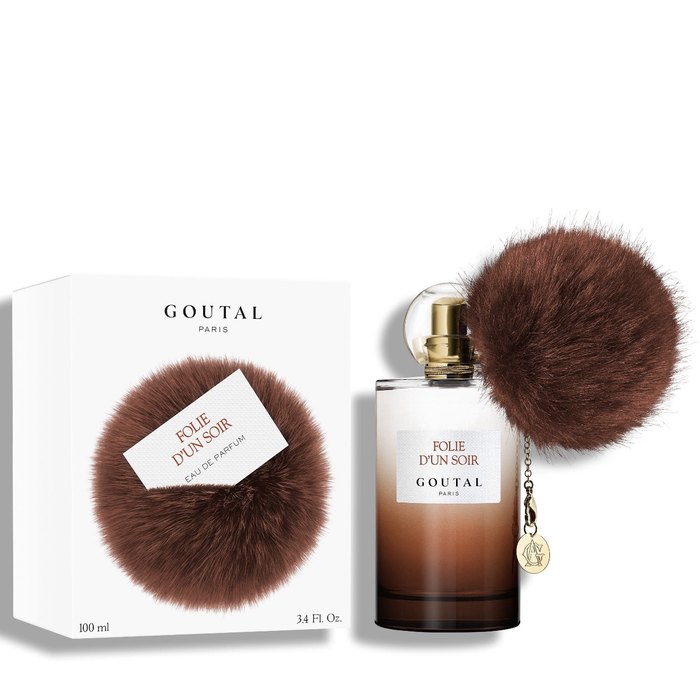 GOUTAL
PARIS
FOLIE
D'UN SOIR
EAU DE PARFUM
100 ml
3.4 Fl. Oz.
FOLIE
D'UN SOIR
GOUTAL
PARIS